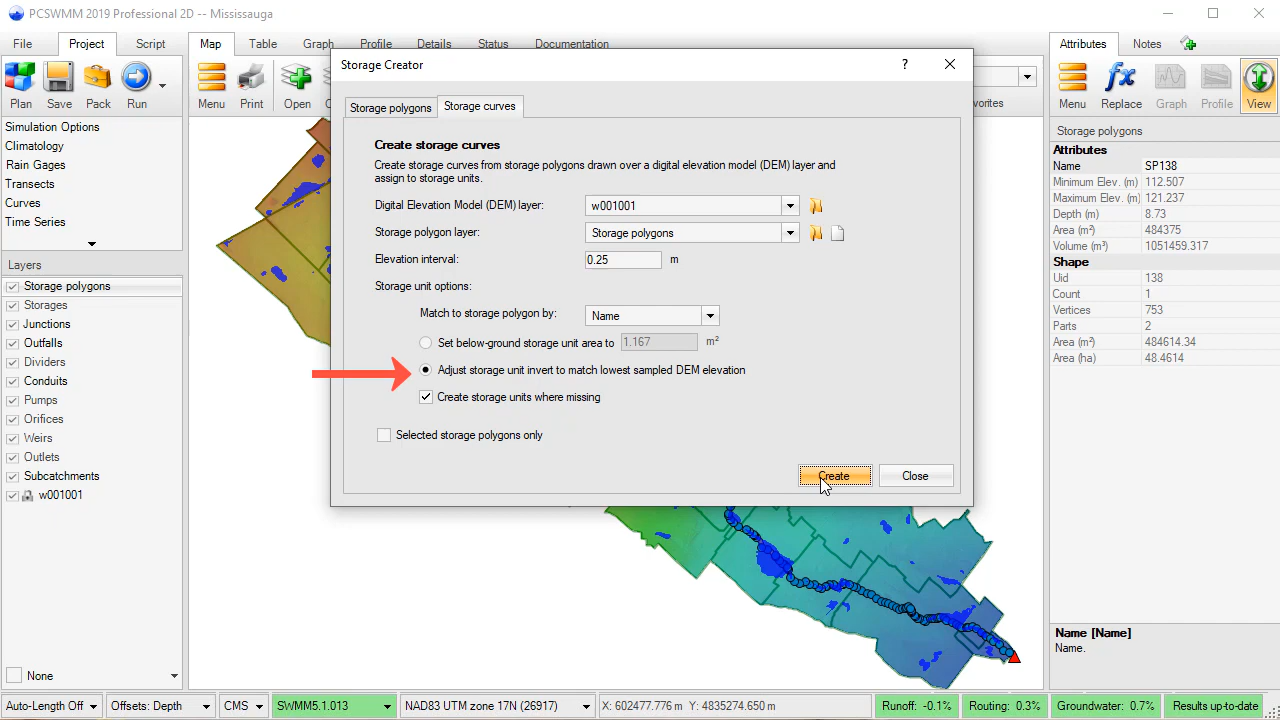 PCSWMM 2019 Professional 2D -- Mississauga
File Project Script Map Table Graph Profile Details Status Documentation Attributes Notes
Storage Creator
Plan Save Pack Run
Menu Print Open
Menu Replace Graph Profile View
Simulation Options
Climatology
Rain Gages
Transects
Curves
Time Series
Layers
Storage polygons
Storages
Junctions
Outfalls
Dividers
Conduits
Pumps
Orifices
Weirs
Outlets
Subcatchments
w001001
None
Storage polygons Storage curves
Create storage curves
Create storage curves from storage polygons drawn over a digital elevation model (DEM) layer and
assign to storage units.
Digital Elevation Model (DEM) layer: w001001
Storage polygon layer: Storage polygons
Elevation interval: 0.25 m
Storage unit options:
Match to storage polygon by: Name
Set below-ground storage unit area to 1.167 m²
Adjust storage unit invert to match lowest sampled DEM elevation
Create storage units where missing
Selected storage polygons only
Create Close
Storage polygons
Attributes
Name SP138
Minimum Elev. (m) 112.507
Maximum Elev. (m) 121.237
Depth (m) 8.73
Area (m²) 484375
Volume (m³) 1051459.317
Shape
Uid 138
Count 1
Vertices 753
Parts 2
Area (m²) 484614.34
Area (ha) 48.4614
Name [Name]
Name.
Auto-Length Off Offsets: Depth CMS SWMM5.1.013 NAD83 UTM zone 17N (26917) X: 602477.776 m Y: 4835274.650 m Runoff: -0.1% Routing: 0.3% Groundwater: 0.7% Results up-to-date